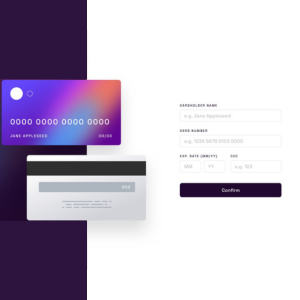 0000 0000 0000 0000
JANE APPLESEED 00/00
000
CARDHOLDER NAME
e.g. Jane Appleseed
CARD NUMBER
e.g. 1234 5678 9123 0000
EXP. DATE (MM/YY) CVC
MM YY e.g. 123
Confirm